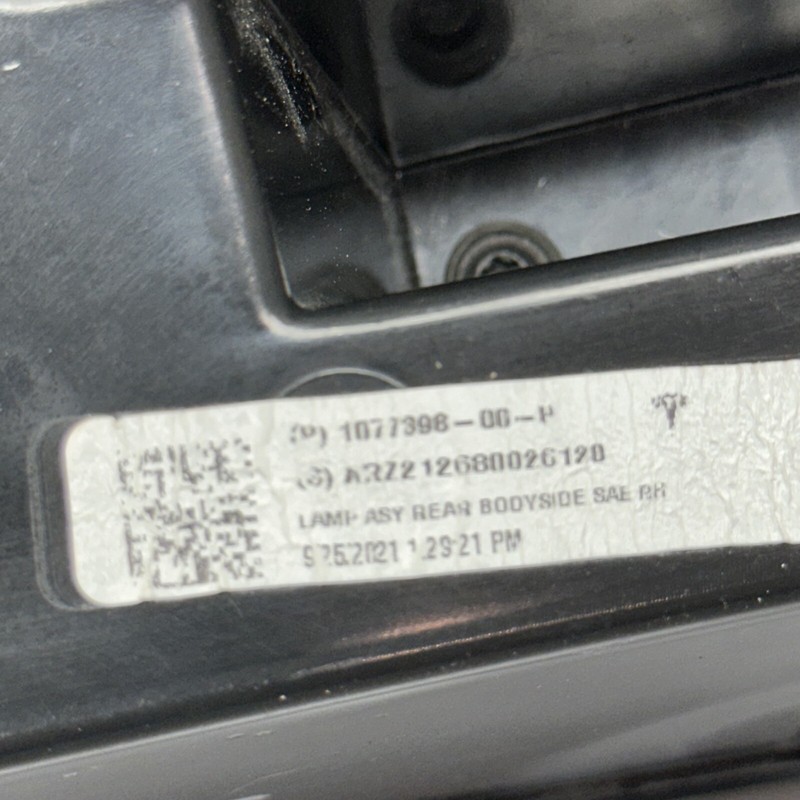 (P) 1077398-00-P
(S) ARZ212680026120
LAMP ASY REAR BODYSIDE SAE RH
9/25/2021 1:29:21 PM